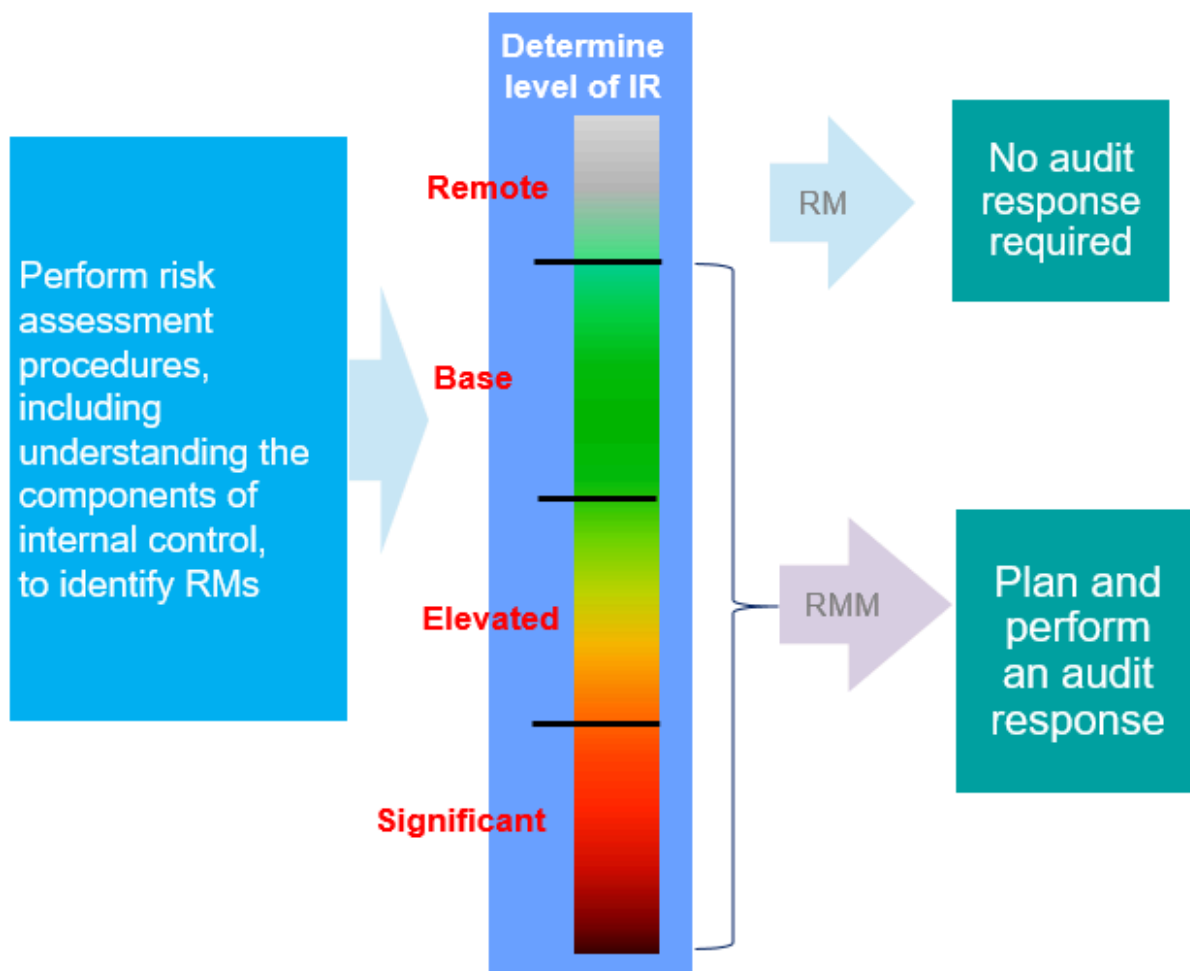 Perform risk
assessment
procedures,
including
understanding the
components of
internal control,
to identify RMs
Determine
level of IR
Remote
Base
Elevated
Significant
RM
No audit
response
required
RMM
Plan and
perform
an audit
response